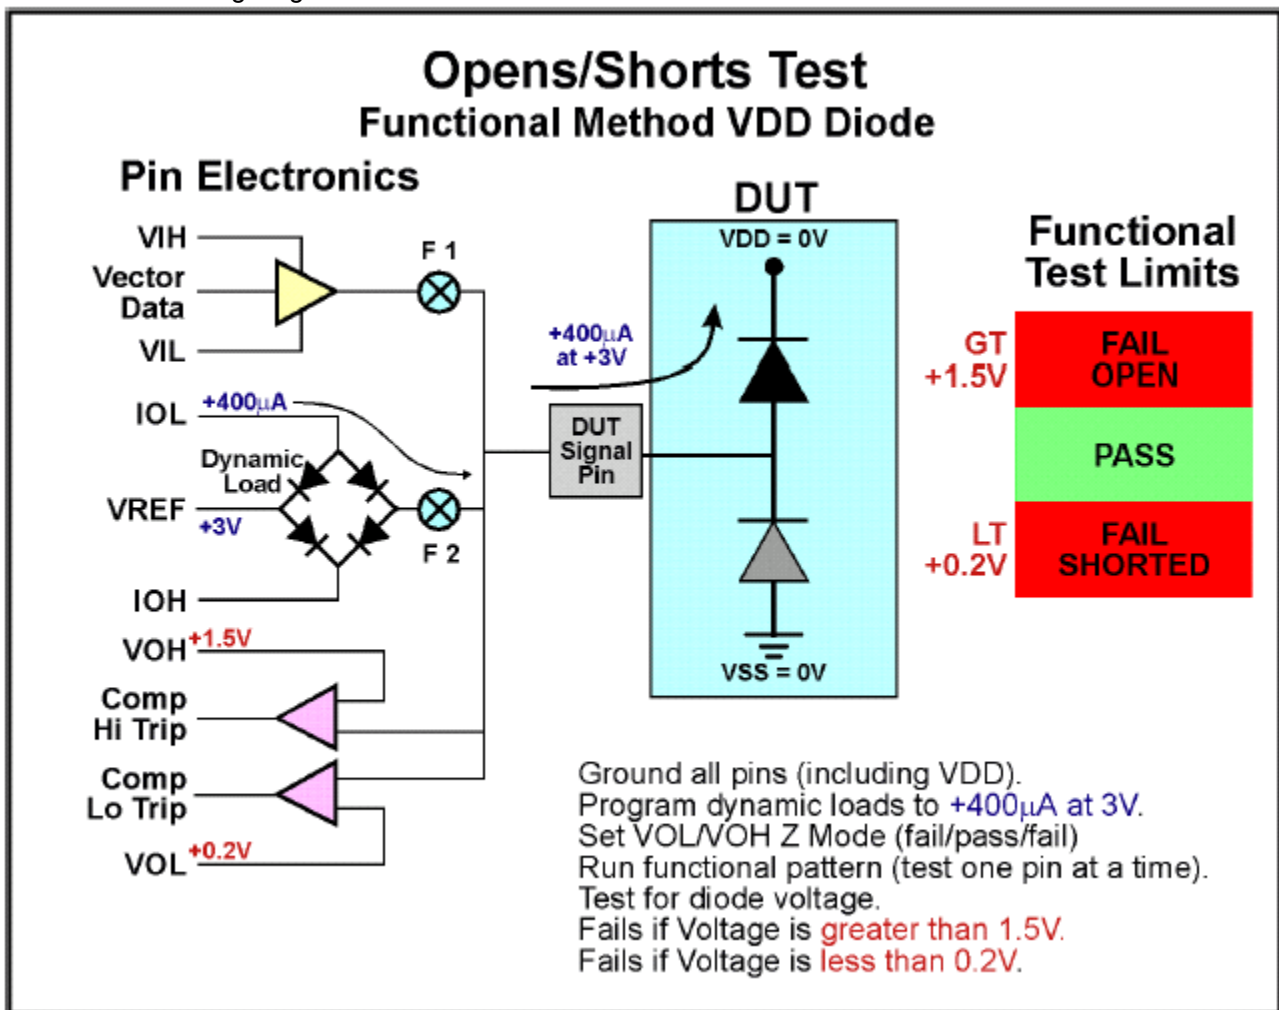 Opens/Shorts Test
Functional Method VDD Diode
Pin Electronics
VIH
Vector
Data
VIL
F 1
IOL
+400µA
Dynamic
Load
VREF
+3V
F 2
IOH
VOH
+1.5V
Comp
Hi Trip
Comp
Lo Trip
VOL
+0.2V
+400µA
at +3V
DUT
Signal
Pin
DUT
VDD = 0V
VSS = 0V
Functional
Test Limits
GT
+1.5V
FAIL
OPEN
PASS
LT
+0.2V
FAIL
SHORTED
Ground all pins (including VDD).
Program dynamic loads to +400µA at 3V.
Set VOL/VOH Z Mode (fail/pass/fail)
Run functional pattern (test one pin at a time).
Test for diode voltage.
Fails if Voltage is greater than 1.5V.
Fails if Voltage is less than 0.2V.